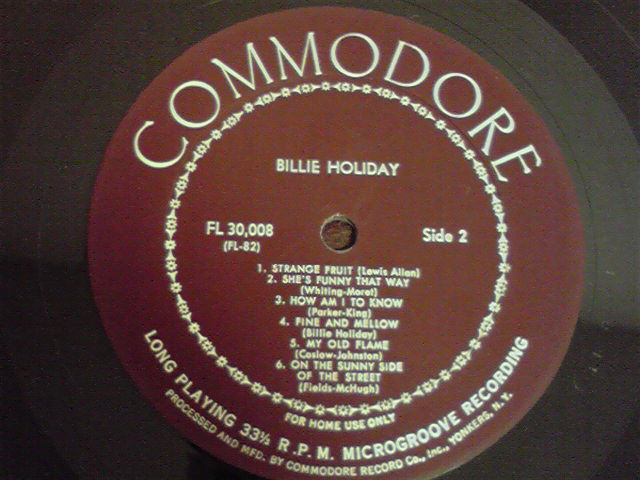 COMMODORE
BILLIE HOLIDAY
FL 30,008
(FL-82)
Side 2
1. STRANGE FRUIT (Lewis Allen)
2. SHE'S FUNNY THAT WAY
(Whiting-Moret)
3. HOW AM I TO KNOW
(Parker-King)
4. FINE AND MELLOW
(Billie Holiday)
5. MY OLD FLAME
(Coslow-Johnston)
6. ON THE SUNNY SIDE
OF THE STREET
(Fields-McHugh)
FOR HOME USE ONLY
LONG PLAYING 33⅓ R.P.M. MICROGROOVE RECORDING
PROCESSED AND MFD. BY COMMODORE RECORD Co., Inc., YONKERS, N.Y.